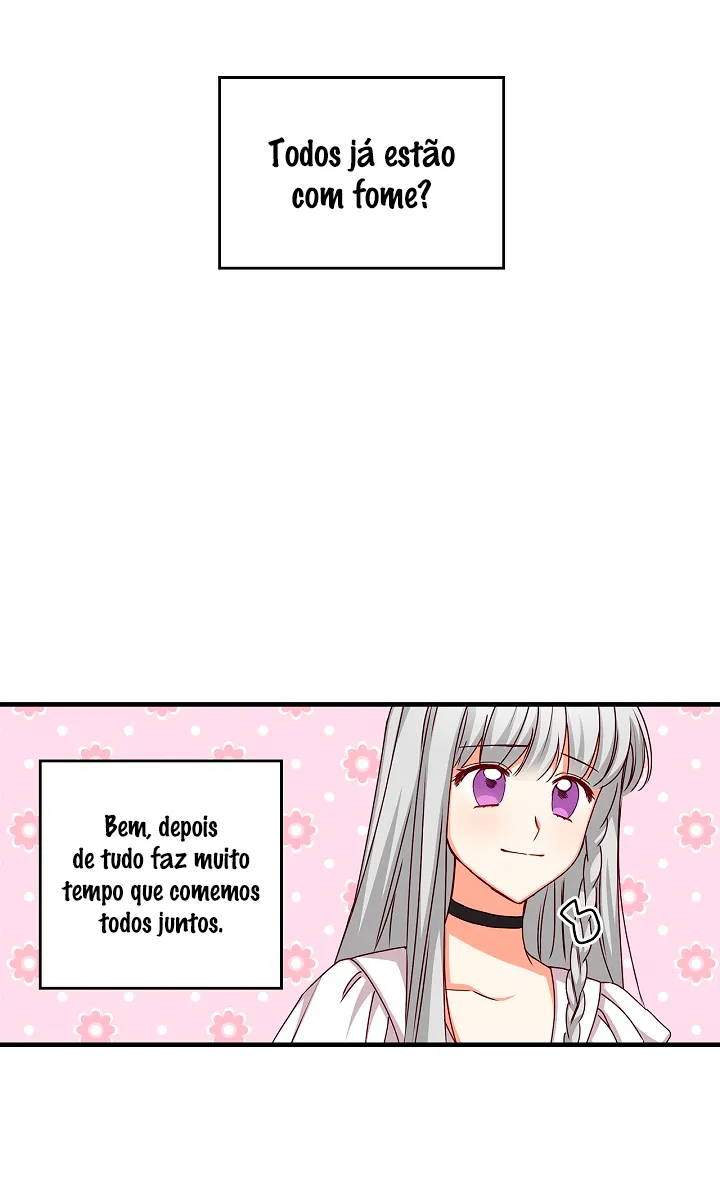 Todos já estão
com fome?
Bem, depois
de tudo faz muito
tempo que comemos
todos juntos.